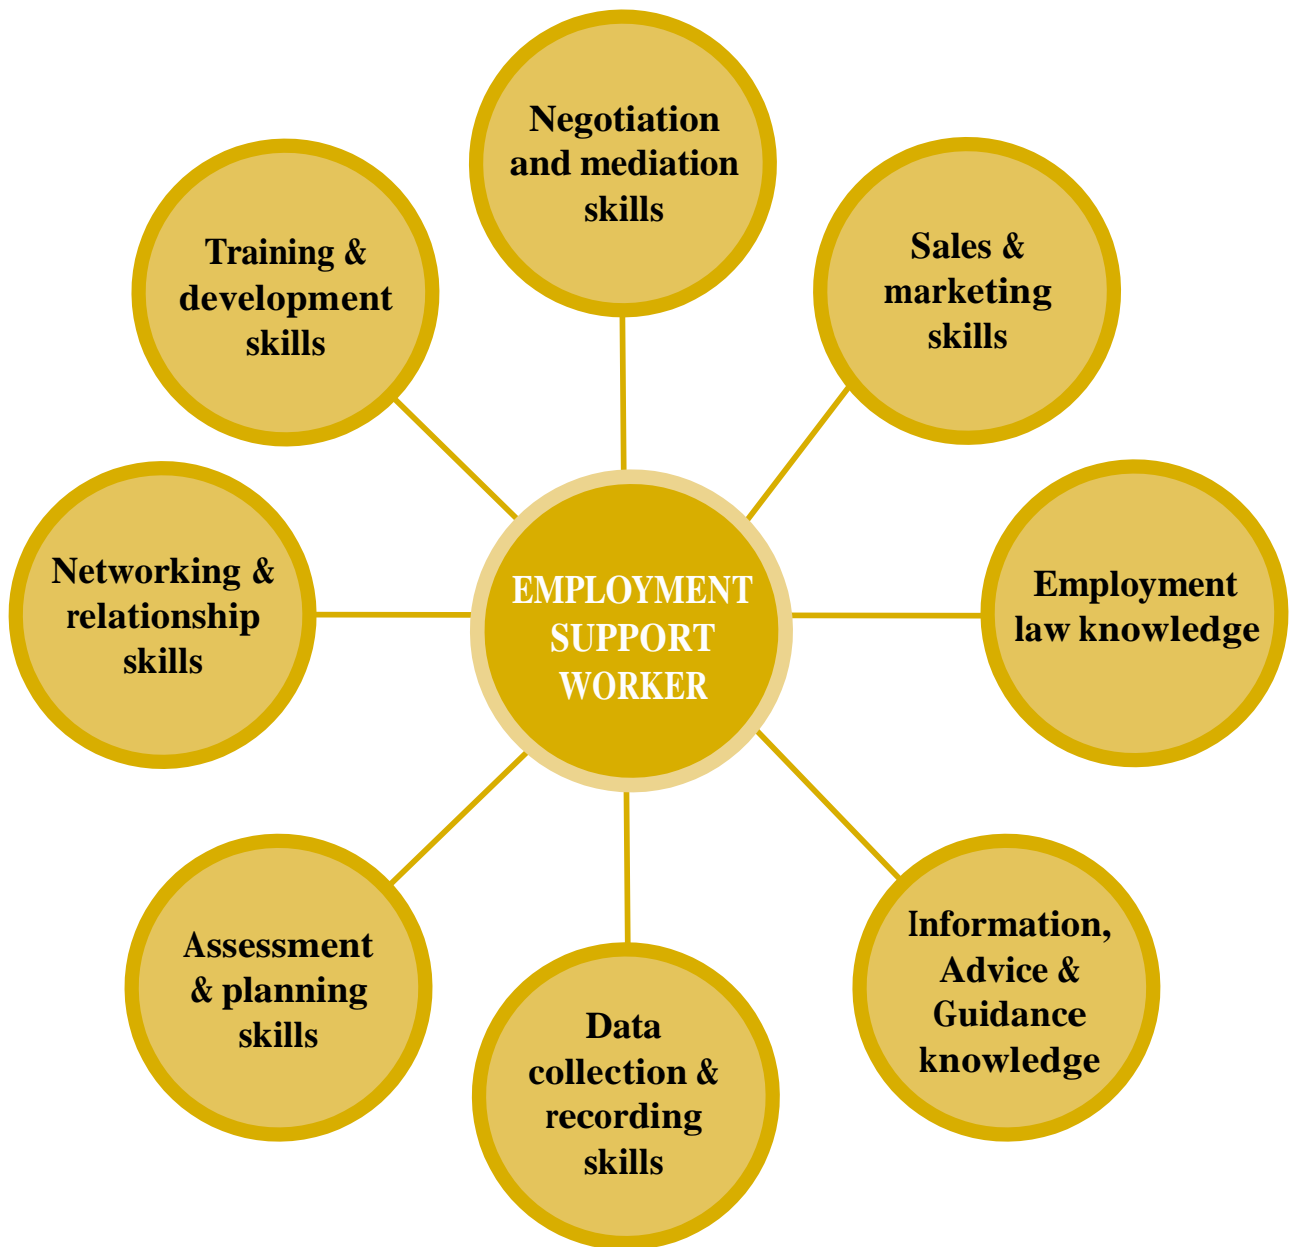 Negotiation
and mediation
skills
Training &
development
skills
Sales &
marketing
skills
Networking &
relationship
skills
EMPLOYMENT
SUPPORT
WORKER
Employment
law knowledge
Assessment
& planning
skills
Data
collection &
recording
skills
Information,
Advice &
Guidance
knowledge